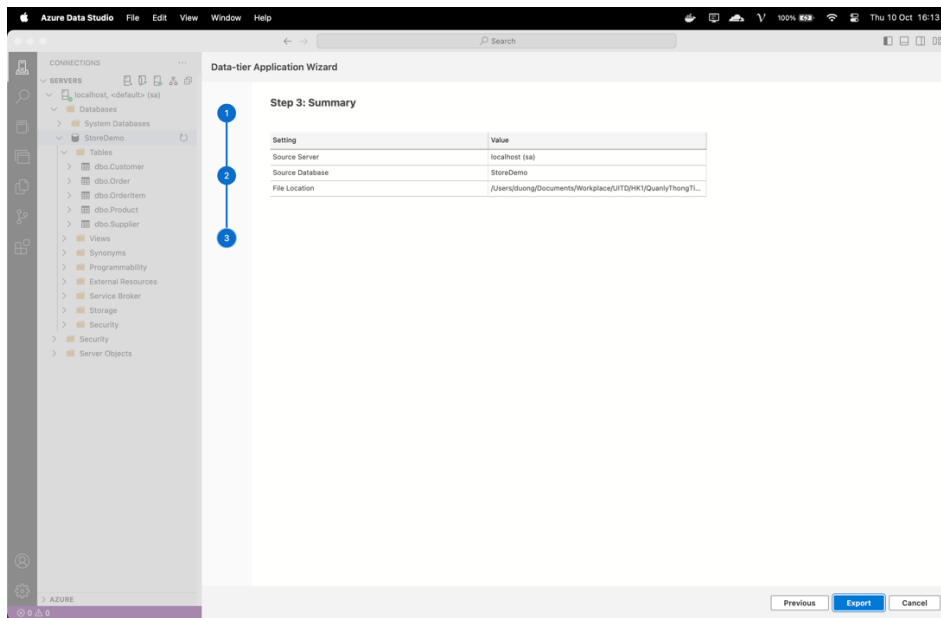 Azure Data Studio File Edit View Window Help 100% Thu 10 Oct 16:13
Search
CONNECTIONS
Data-tier Application Wizard
SERVERS
localhost, <default> (sa)
Databases
System Databases
StoreDemo
Tables
dbo.Customer
dbo.Order
dbo.OrderItem
dbo.Product
dbo.Supplier
Views
Synonyms
Programmability
External Resources
Service Broker
Storage
Security
Security
Server Objects
1
2
3
Step 3: Summary
Setting Value
Source Server localhost (sa)
Source Database StoreDemo
File Location /Users/duong/Documents/Workplace/UITD/HK1/QuanlyThongTi...
AZURE
0 0
Previous Export Cancel